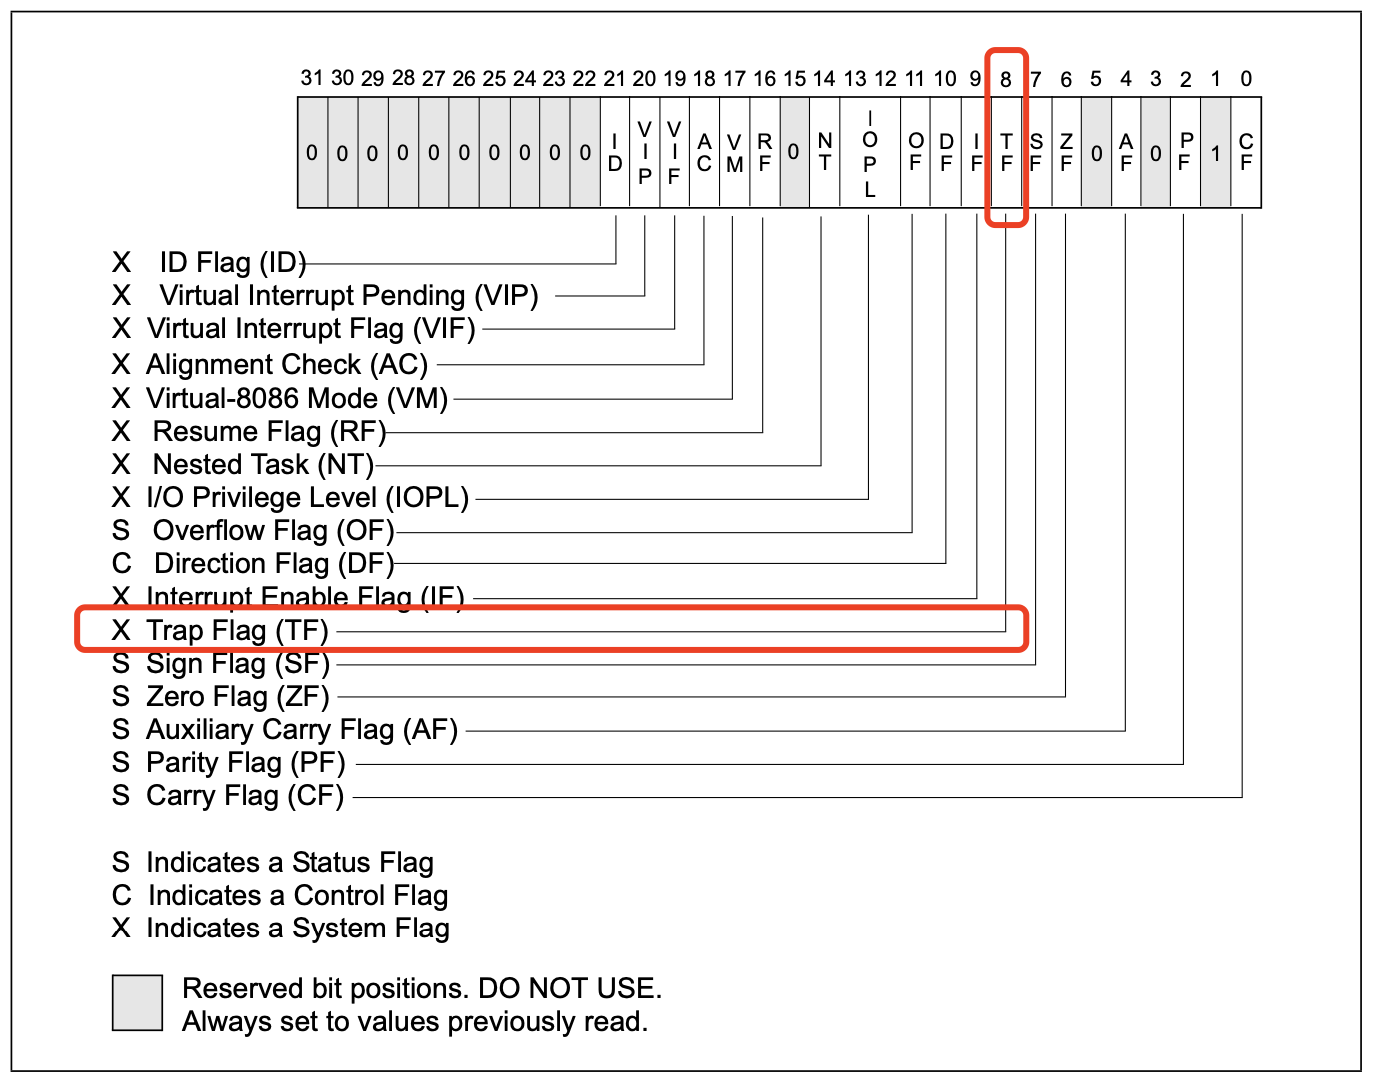 31 30 29 28 27 26 25 24 23 22 21 20 19 18 17 16 15 14 13 12 11 10 9 8 7 6 5 4 3 2 1 0
0 0 0 0 0 0 0 0 0 0 ID VIP VIF AC VM RF 0 NT IOPL OF DF IF TF SF ZF 0 AF 0 PF 1 CF
X ID Flag (ID)
X Virtual Interrupt Pending (VIP)
X Virtual Interrupt Flag (VIF)
X Alignment Check (AC)
X Virtual-8086 Mode (VM)
X Resume Flag (RF)
X Nested Task (NT)
X I/O Privilege Level (IOPL)
S Overflow Flag (OF)
C Direction Flag (DF)
X Interrupt Enable Flag (IF)
X Trap Flag (TF)
S Sign Flag (SF)
S Zero Flag (ZF)
S Auxiliary Carry Flag (AF)
S Parity Flag (PF)
S Carry Flag (CF)
S Indicates a Status Flag
C Indicates a Control Flag
X Indicates a System Flag
Reserved bit positions. DO NOT USE.
Always set to values previously read.